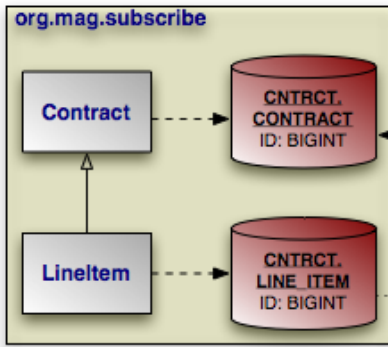 org.mag.subscribe
Contract
CNTRCT.
CONTRACT
ID: BIGINT
LineItem
CNTRCT.
LINE_ITEM
ID: BIGINT